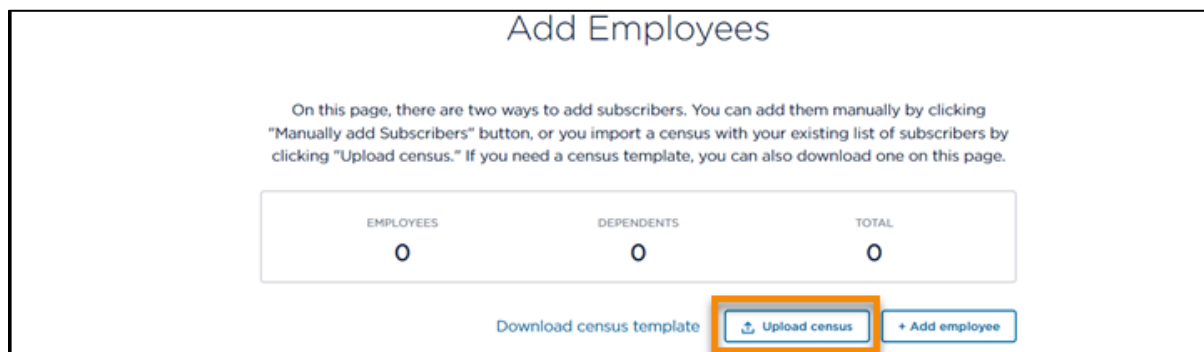 Add Employees
On this page, there are two ways to add subscribers. You can add them manually by clicking
"Manually add Subscribers" button, or you import a census with your existing list of subscribers by
clicking "Upload census." If you need a census template, you can also download one on this page.
EMPLOYEES DEPENDENTS TOTAL
0 0 0
Download census template Upload census + Add employee